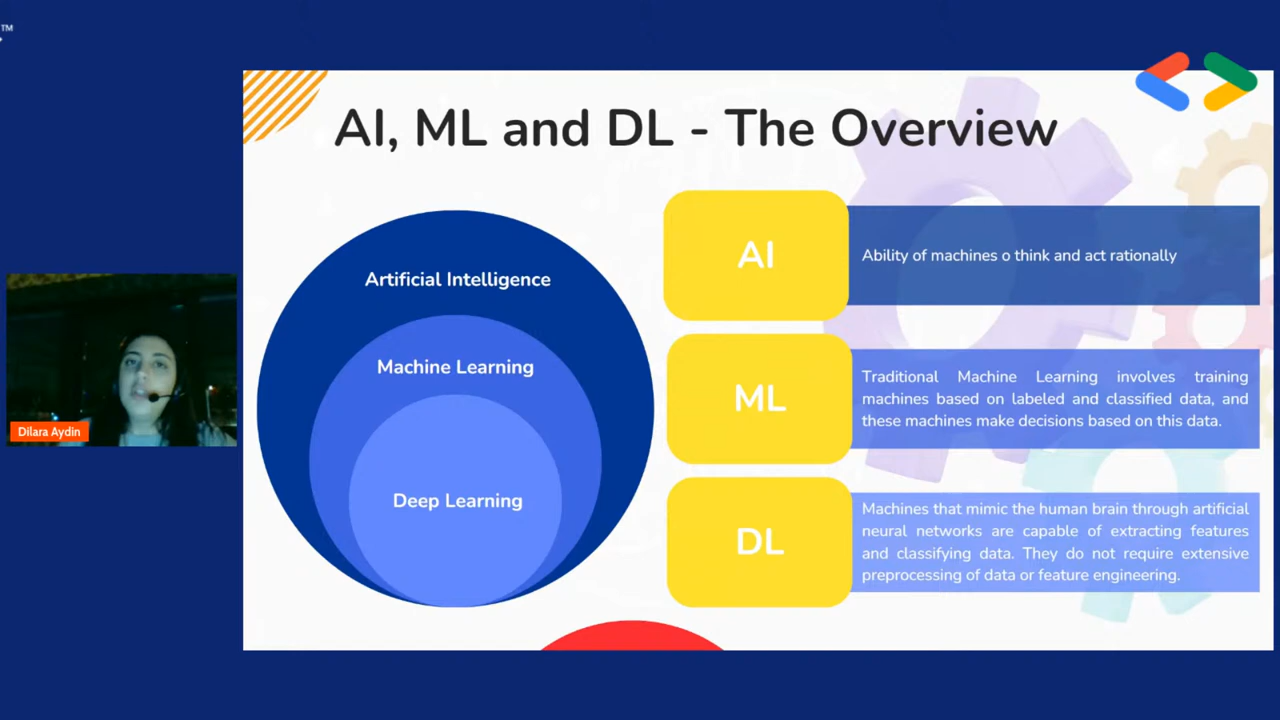 TM
AI, ML and DL - The Overview
Artificial Intelligence
Machine Learning
Deep Learning
AI
Ability of machines o think and act rationally
ML
Traditional Machine Learning involves training
machines based on labeled and classified data, and
these machines make decisions based on this data.
DL
Machines that mimic the human brain through artificial
neural networks are capable of extracting features
and classifying data. They do not require extensive
preprocessing of data or feature engineering.
Dilara Aydin